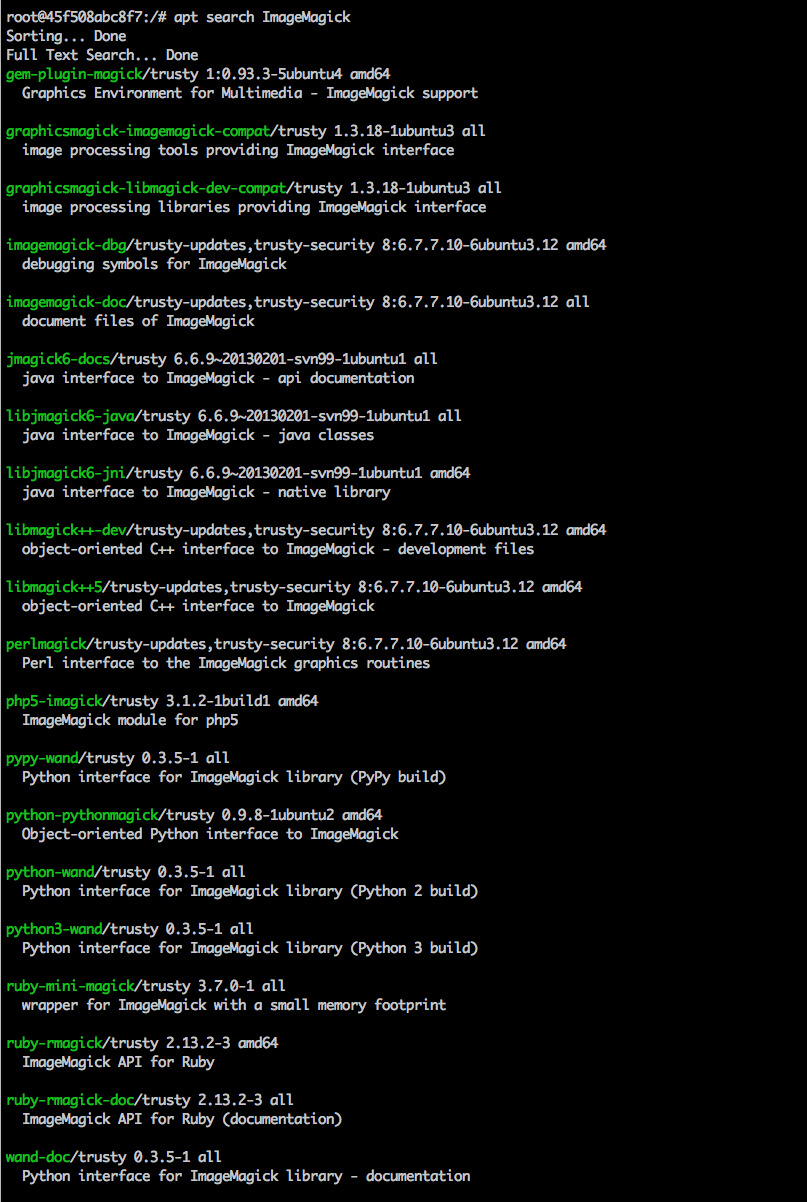 root@45f508abc8f7:/# apt search ImageMagick
Sorting... Done
Full Text Search... Done
gem-plugin-magick/trusty 1:0.93.3-5ubuntu4 amd64
  Graphics Environment for Multimedia - ImageMagick support

graphicsmagick-imagemagick-compat/trusty 1.3.18-1ubuntu3 all
  image processing tools providing ImageMagick interface

graphicsmagick-libmagick-dev-compat/trusty 1.3.18-1ubuntu3 all
  image processing libraries providing ImageMagick interface

imagemagick-dbg/trusty-updates,trusty-security 8:6.7.7.10-6ubuntu3.12 amd64
  debugging symbols for ImageMagick

imagemagick-doc/trusty-updates,trusty-security 8:6.7.7.10-6ubuntu3.12 all
  document files of ImageMagick

jmagick6-docs/trusty 6.6.9~20130201-svn99-1ubuntu1 all
  java interface to ImageMagick - api documentation

libjmagick6-java/trusty 6.6.9~20130201-svn99-1ubuntu1 all
  java interface to ImageMagick - java classes

libjmagick6-jni/trusty 6.6.9~20130201-svn99-1ubuntu1 amd64
  java interface to ImageMagick - native library

libmagick++-dev/trusty-updates,trusty-security 8:6.7.7.10-6ubuntu3.12 amd64
  object-oriented C++ interface to ImageMagick - development files

libmagick++5/trusty-updates,trusty-security 8:6.7.7.10-6ubuntu3.12 amd64
  object-oriented C++ interface to ImageMagick

perlmagick/trusty-updates,trusty-security 8:6.7.7.10-6ubuntu3.12 amd64
  Perl interface to the ImageMagick graphics routines

php5-imagick/trusty 3.1.2-1build1 amd64
  ImageMagick module for php5

pypy-wand/trusty 0.3.5-1 all
  Python interface for ImageMagick library (PyPy build)

python-pythonmagick/trusty 0.9.8-1ubuntu2 amd64
  Object-oriented Python interface to ImageMagick

python-wand/trusty 0.3.5-1 all
  Python interface for ImageMagick library (Python 2 build)

python3-wand/trusty 0.3.5-1 all
  Python interface for ImageMagick library (Python 3 build)

ruby-mini-magick/trusty 3.7.0-1 all
  wrapper for ImageMagick with a small memory footprint

ruby-rmagick/trusty 2.13.2-3 amd64
  ImageMagick API for Ruby

ruby-rmagick-doc/trusty 2.13.2-3 all
  ImageMagick API for Ruby (documentation)

wand-doc/trusty 0.3.5-1 all
  Python interface for ImageMagick library - documentation